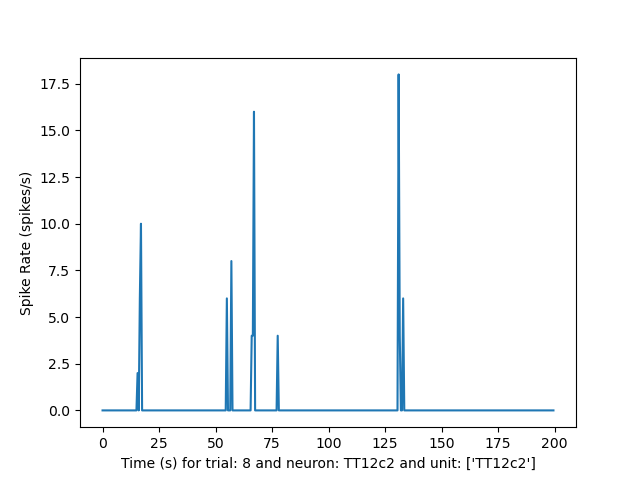 17.5
15.0
12.5
10.0
7.5
5.0
2.5
0.0
Spike Rate (spikes/s)
0 25 50 75 100 125 150 175 200
Time (s) for trial: 8 and neuron: TT12c2 and unit: ['TT12c2']